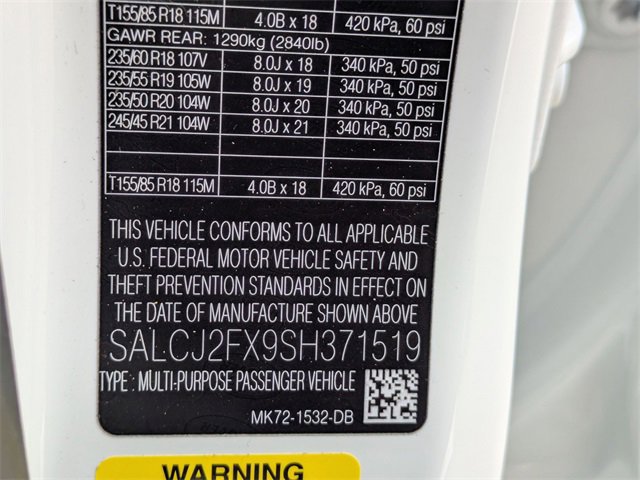 T155/85 R18 115M 4.0B x 18 420 kPa, 60 psi
GAWR REAR: 1290kg (2840lb)
235/60 R18 107V 8.0J x 18 340 kPa, 50 psi
235/55 R19 105W 8.0J x 19 340 kPa, 50 psi
235/50 R20 104W 8.0J x 20 340 kPa, 50 psi
245/45 R21 104W 8.0J x 21 340 kPa, 50 psi
T155/85 R18 115M 4.0B x 18 420 kPa, 60 psi
THIS VEHICLE CONFORMS TO ALL APPLICABLE
U.S. FEDERAL MOTOR VEHICLE SAFETY AND
THEFT PREVENTION STANDARDS IN EFFECT ON
THE DATE OF MANUFACTURE SHOWN ABOVE
SALCJ2FX9SH371519
TYPE : MULTI-PURPOSE PASSENGER VEHICLE
MK72-1532-DB
WARNING